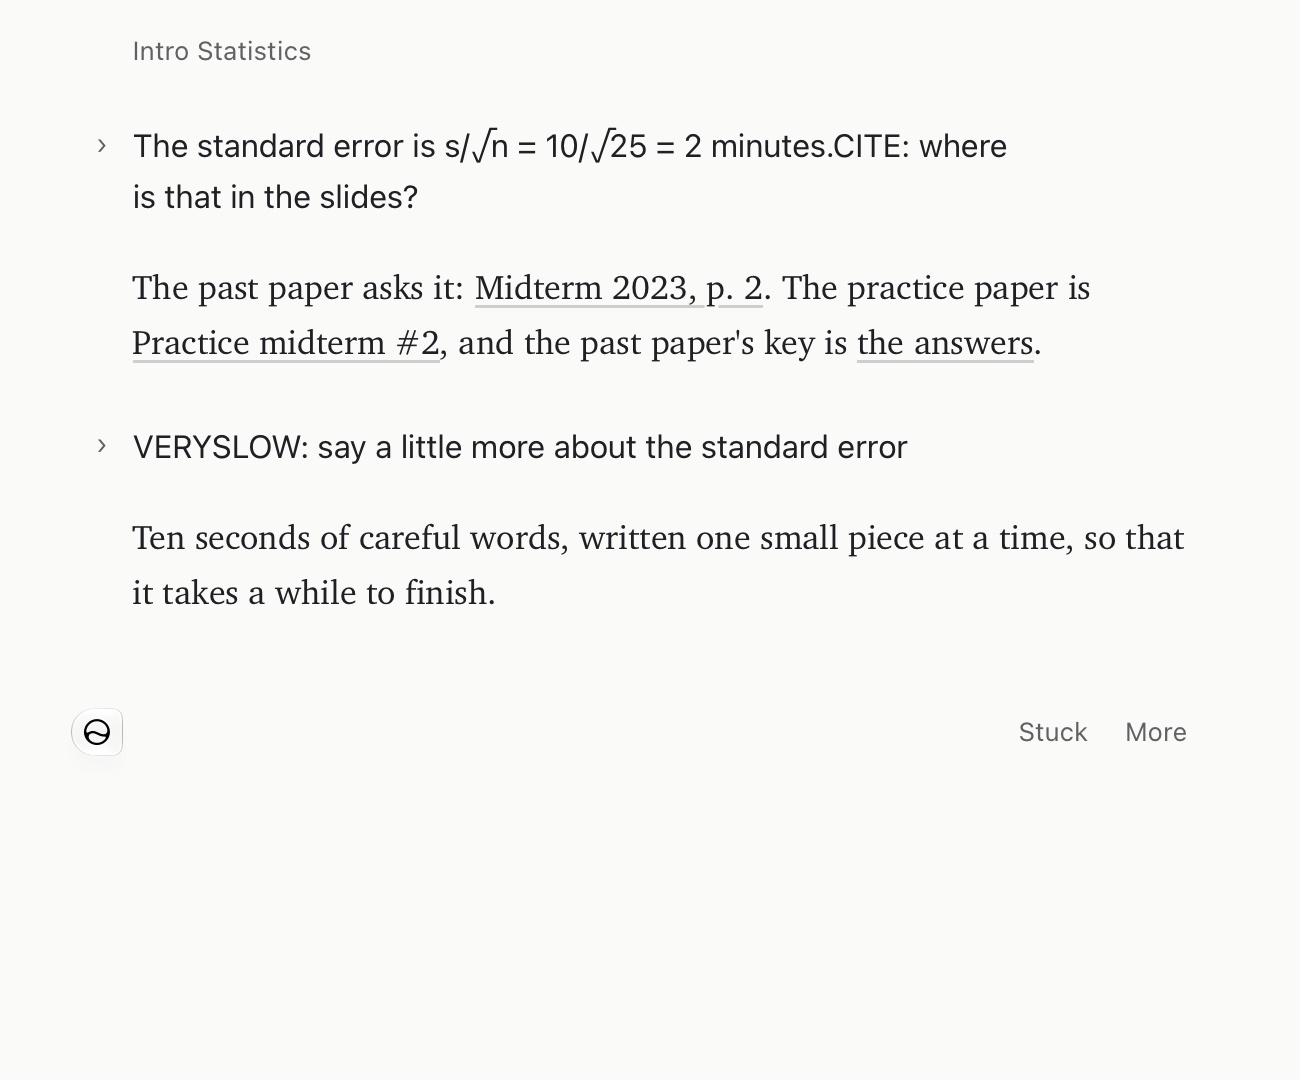 Intro Statistics
› The standard error is s/√n = 10/√25 = 2 minutes.CITE: where
is that in the slides?
The past paper asks it: Midterm 2023, p. 2. The practice paper is
Practice midterm #2, and the past paper's key is the answers.
› VERYSLOW: say a little more about the standard error
Ten seconds of careful words, written one small piece at a time, so that
it takes a while to finish.
Stuck More